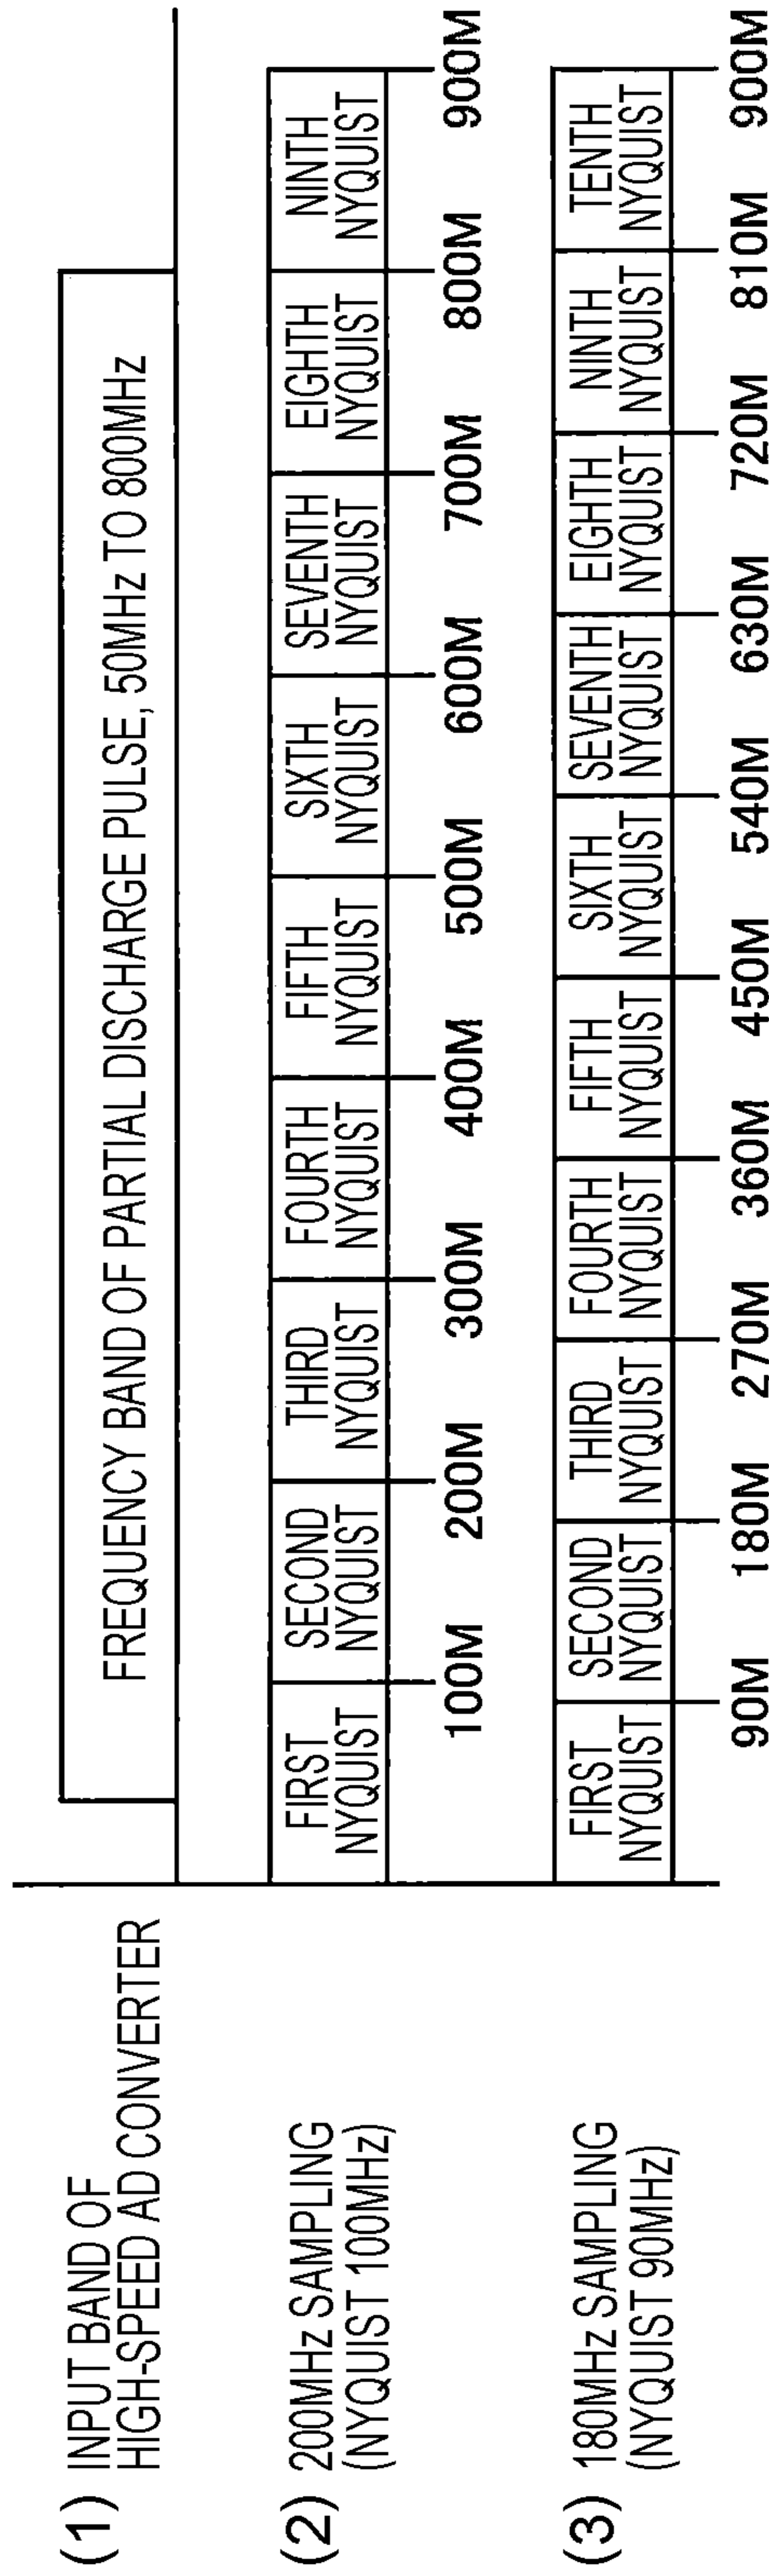 (1) INPUT BAND OF
HIGH-SPEED AD CONVERTER
FREQUENCY BAND OF PARTIAL DISCHARGE PULSE, 50MHz TO 800MHz
(2) 200MHz SAMPLING
(NYQUIST 100MHz)
FIRST
NYQUIST
SECOND
NYQUIST
THIRD
NYQUIST
FOURTH
NYQUIST
FIFTH
NYQUIST
SIXTH
NYQUIST
SEVENTH
NYQUIST
EIGHTH
NYQUIST
NINTH
NYQUIST
100M 200M 300M 400M 500M 600M 700M 800M 900M
(3) 180MHz SAMPLING
(NYQUIST 90MHz)
FIRST
NYQUIST
SECOND
NYQUIST
THIRD
NYQUIST
FOURTH
NYQUIST
FIFTH
NYQUIST
SIXTH
NYQUIST
SEVENTH
NYQUIST
EIGHTH
NYQUIST
NINTH
NYQUIST
TENTH
NYQUIST
90M 180M 270M 360M 450M 540M 630M 720M 810M 900M